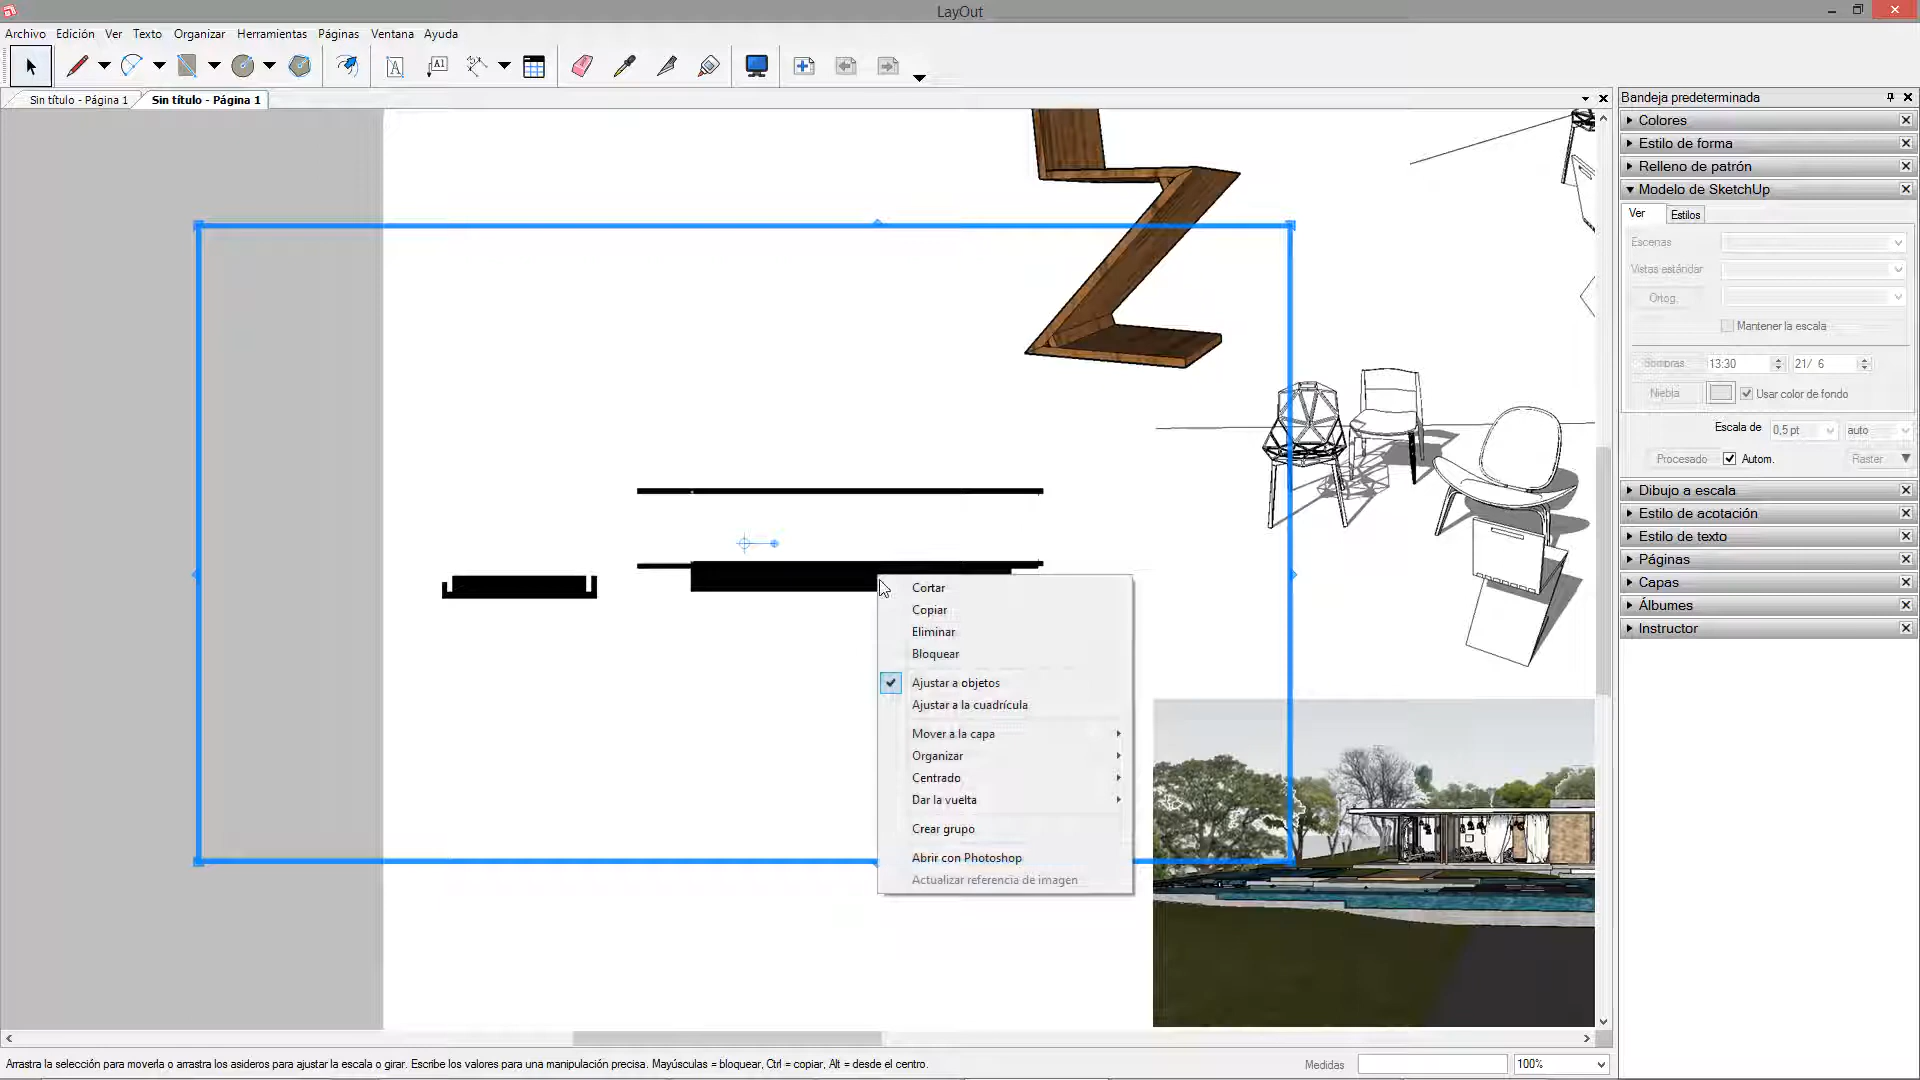 LayOut
Archivo Edición Ver Texto Organizar Herramientas Páginas Ventana Ayuda
Sin título - Página 1
Sin título - Página 1
Bandeja predeterminada
Colores
Estilo de forma
Relleno de patrón
Modelo de SketchUp
Ver Estilos
Escenas
Vistas estándar
Ortog.
Mantener la escala
Sombras 13:30 21/ 6
Niebla Usar color de fondo
Escala de 0,5 pt auto
Procesado Autom. Raster
Dibujo a escala
Estilo de acotación
Estilo de texto
Páginas
Capas
Álbumes
Instructor
Cortar
Copiar
Eliminar
Bloquear
Ajustar a objetos
Ajustar a la cuadrícula
Mover a la capa
Organizar
Centrado
Dar la vuelta
Crear grupo
Abrir con Photoshop
Actualizar referencia de imagen
Arrastra la selección para moverla o arrastra los asideros para ajustar la escala o girar. Escribe los valores para una manipulación precisa. Mayúsculas = bloquear, Ctrl = copiar, Alt = desde el centro.
Medidas 100%